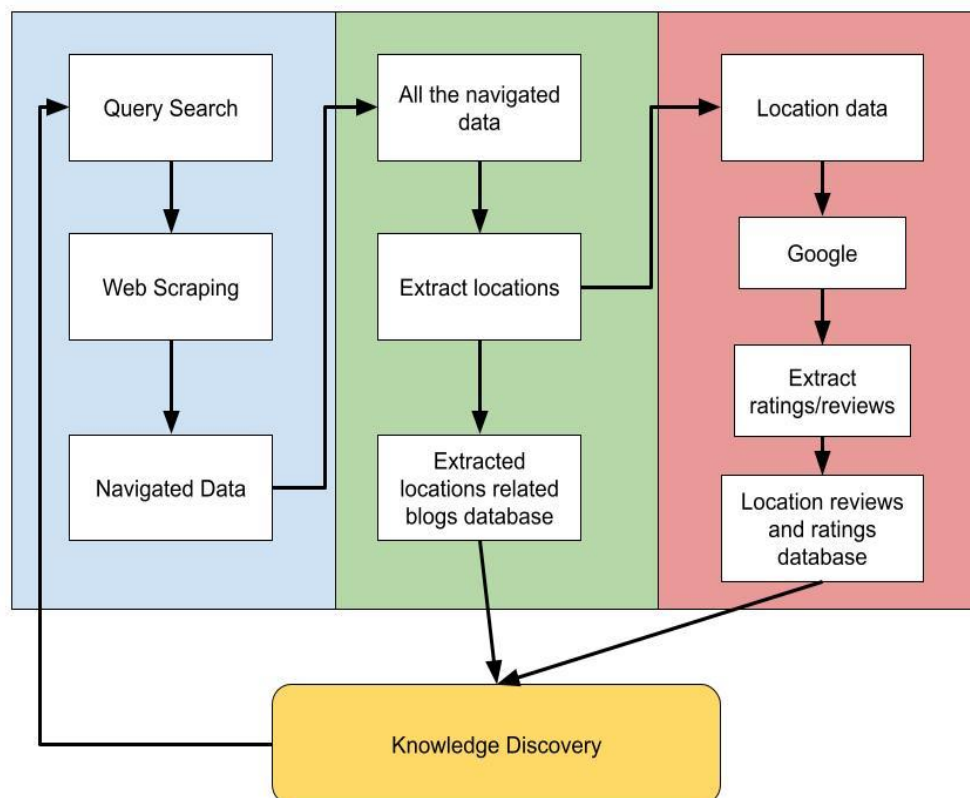 Query Search
Web Scraping
Navigated Data
All the navigated
data
Extract locations
Extracted
locations related
blogs database
Location data
Google
Extract
ratings/reviews
Location reviews
and ratings
database
Knowledge Discovery